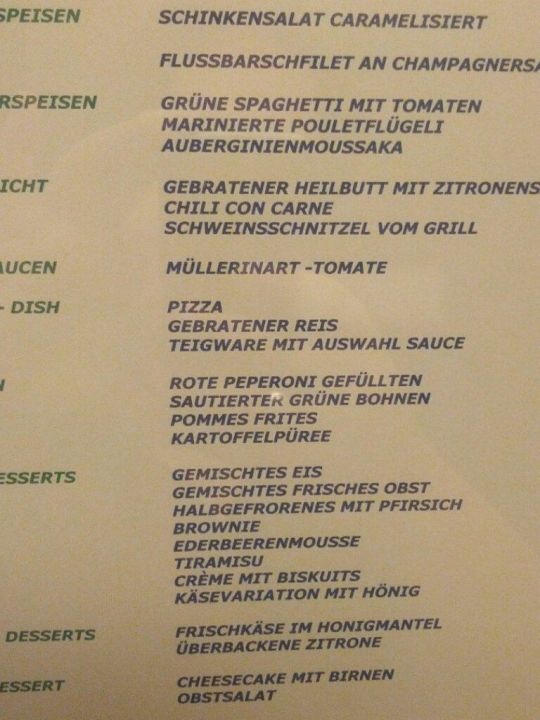 SPEISEN SCHINKENSALAT CARAMELISIERT
FLUSSBARSCHFILET AN CHAMPAGNERSA
RSPEISEN GRÜNE SPAGHETTI MIT TOMATEN
MARINIERTE POULETFLÜGELI
AUBERGINIENMOUSSAKA
ICHT GEBRATENER HEILBUTT MIT ZITRONENS
CHILI CON CARNE
SCHWEINSSCHNITZEL VOM GRILL
AUCEN MÜLLERINART -TOMATE
- DISH PIZZA
GEBRATENER REIS
TEIGWARE MIT AUSWAHL SAUCE
N ROTE PEPERONI GEFÜLLTEN
SAUTIERTER GRÜNE BOHNEN
POMMES FRITES
KARTOFFELPÜREE
ESSERTS GEMISCHTES EIS
GEMISCHTES FRISCHES OBST
HALBGEFRORENES MIT PFIRSICH
BROWNIE
EDERBEERENMOUSSE
TIRAMISU
CRÈME MIT BISKUITS
KÄSEVARIATION MIT HÖNIG
DESSERTS FRISCHKÄSE IM HONIGMANTEL
ÜBERBACKENE ZITRONE
ESSERT CHEESECAKE MIT BIRNEN
OBSTSALAT